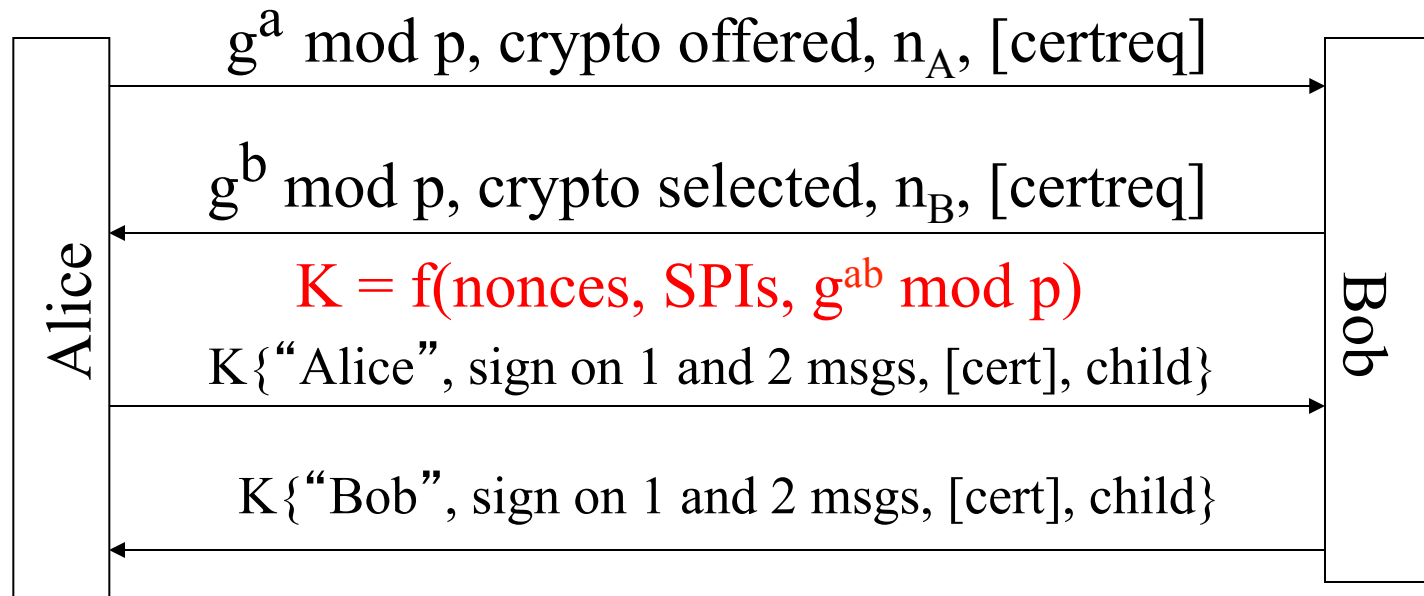 g^a mod p, crypto offered, n_A, [certreq]
g^b mod p, crypto selected, n_B, [certreq]
K = f(nonces, SPIs, g^ab mod p)
Alice
Bob
K{“Alice”, sign on 1 and 2 msgs, [cert], child}
K{“Bob”, sign on 1 and 2 msgs, [cert], child}